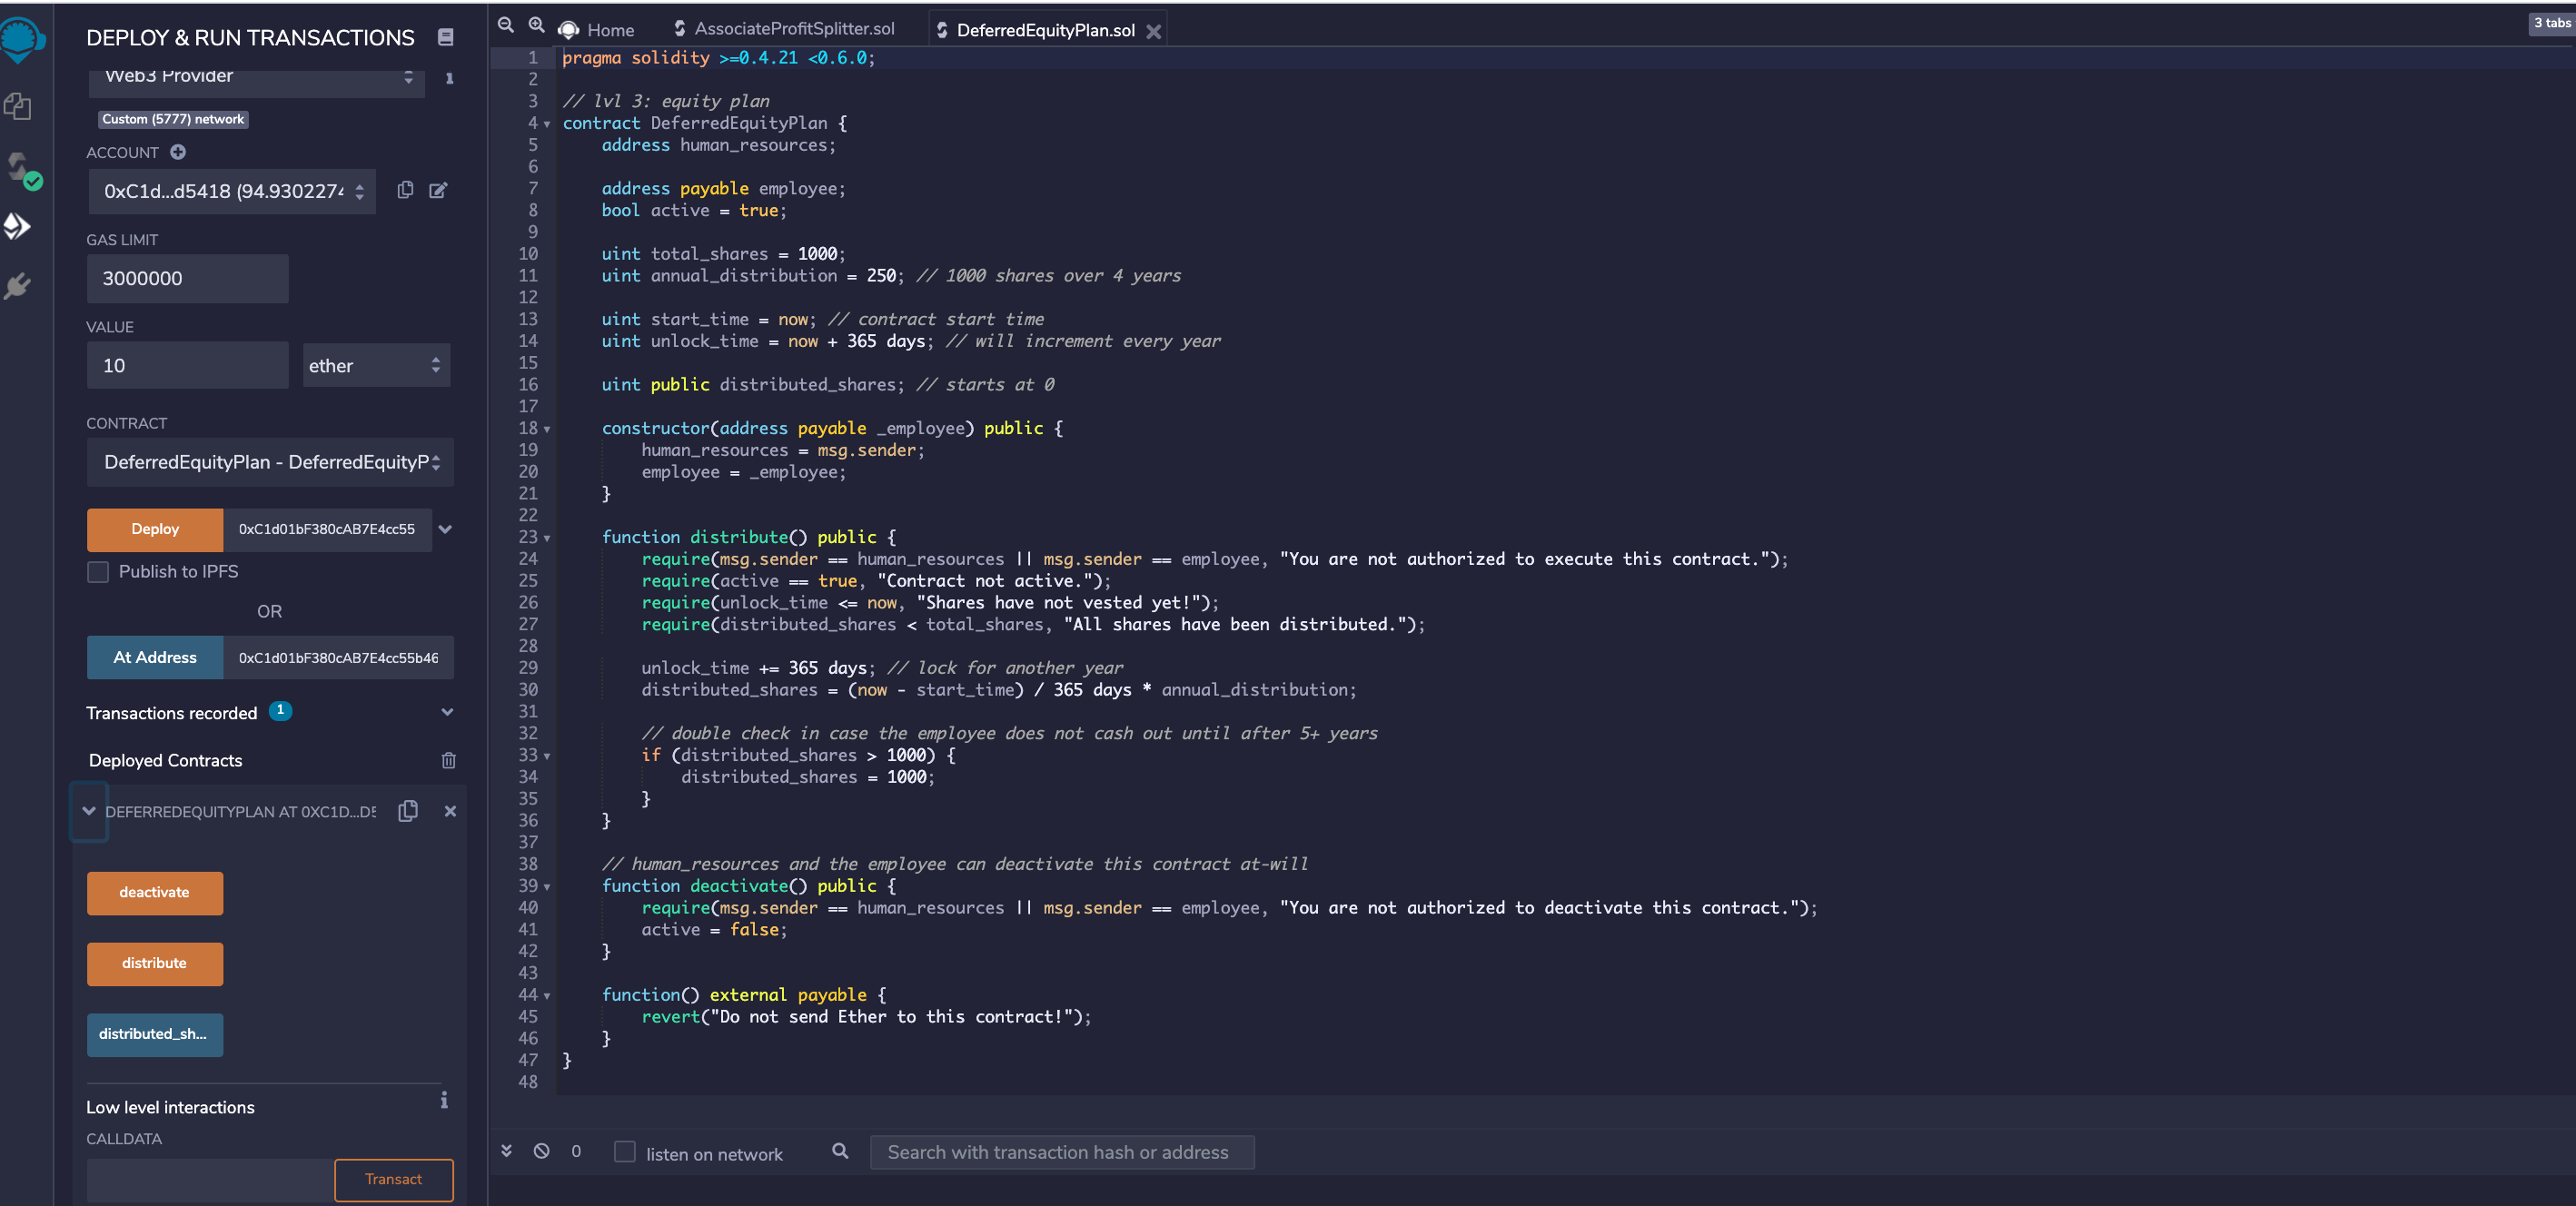 DEPLOY & RUN TRANSACTIONS
Web3 Provider
Custom (5777) network
ACCOUNT
0xC1d...d5418 (94.9302274
GAS LIMIT
3000000
VALUE
10
ether
CONTRACT
DeferredEquityPlan - DeferredEquityP
Deploy
0xC1d01bF380cAB7E4cc55
Publish to IPFS
OR
At Address
0xC1d01bF380cAB7E4cc55b46
Transactions recorded 1
Deployed Contracts
DEFERREDEQUITYPLAN AT 0XC1D...D5
deactivate
distribute
distributed_sh...
Low level interactions
CALLDATA
Transact
Home
AssociateProfitSplitter.sol
DeferredEquityPlan.sol
3 tabs
1 pragma solidity >=0.4.21 <0.6.0;
2
3 // lvl 3: equity plan
4 contract DeferredEquityPlan {
5 address human_resources;
6
7 address payable employee;
8 bool active = true;
9
10 uint total_shares = 1000;
11 uint annual_distribution = 250; // 1000 shares over 4 years
12
13 uint start_time = now; // contract start time
14 uint unlock_time = now + 365 days; // will increment every year
15
16 uint public distributed_shares; // starts at 0
17
18 constructor(address payable _employee) public {
19 human_resources = msg.sender;
20 employee = _employee;
21 }
22
23 function distribute() public {
24 require(msg.sender == human_resources || msg.sender == employee, "You are not authorized to execute this contract.");
25 require(active == true, "Contract not active.");
26 require(unlock_time <= now, "Shares have not vested yet!");
27 require(distributed_shares < total_shares, "All shares have been distributed.");
28
29 unlock_time += 365 days; // lock for another year
30 distributed_shares = (now - start_time) / 365 days * annual_distribution;
31
32 // double check in case the employee does not cash out until after 5+ years
33 if (distributed_shares > 1000) {
34 distributed_shares = 1000;
35 }
36 }
37
38 // human_resources and the employee can deactivate this contract at-will
39 function deactivate() public {
40 require(msg.sender == human_resources || msg.sender == employee, "You are not authorized to deactivate this contract.");
41 active = false;
42 }
43
44 function() external payable {
45 revert("Do not send Ether to this contract!");
46 }
47 }
48
0
listen on network
Search with transaction hash or address